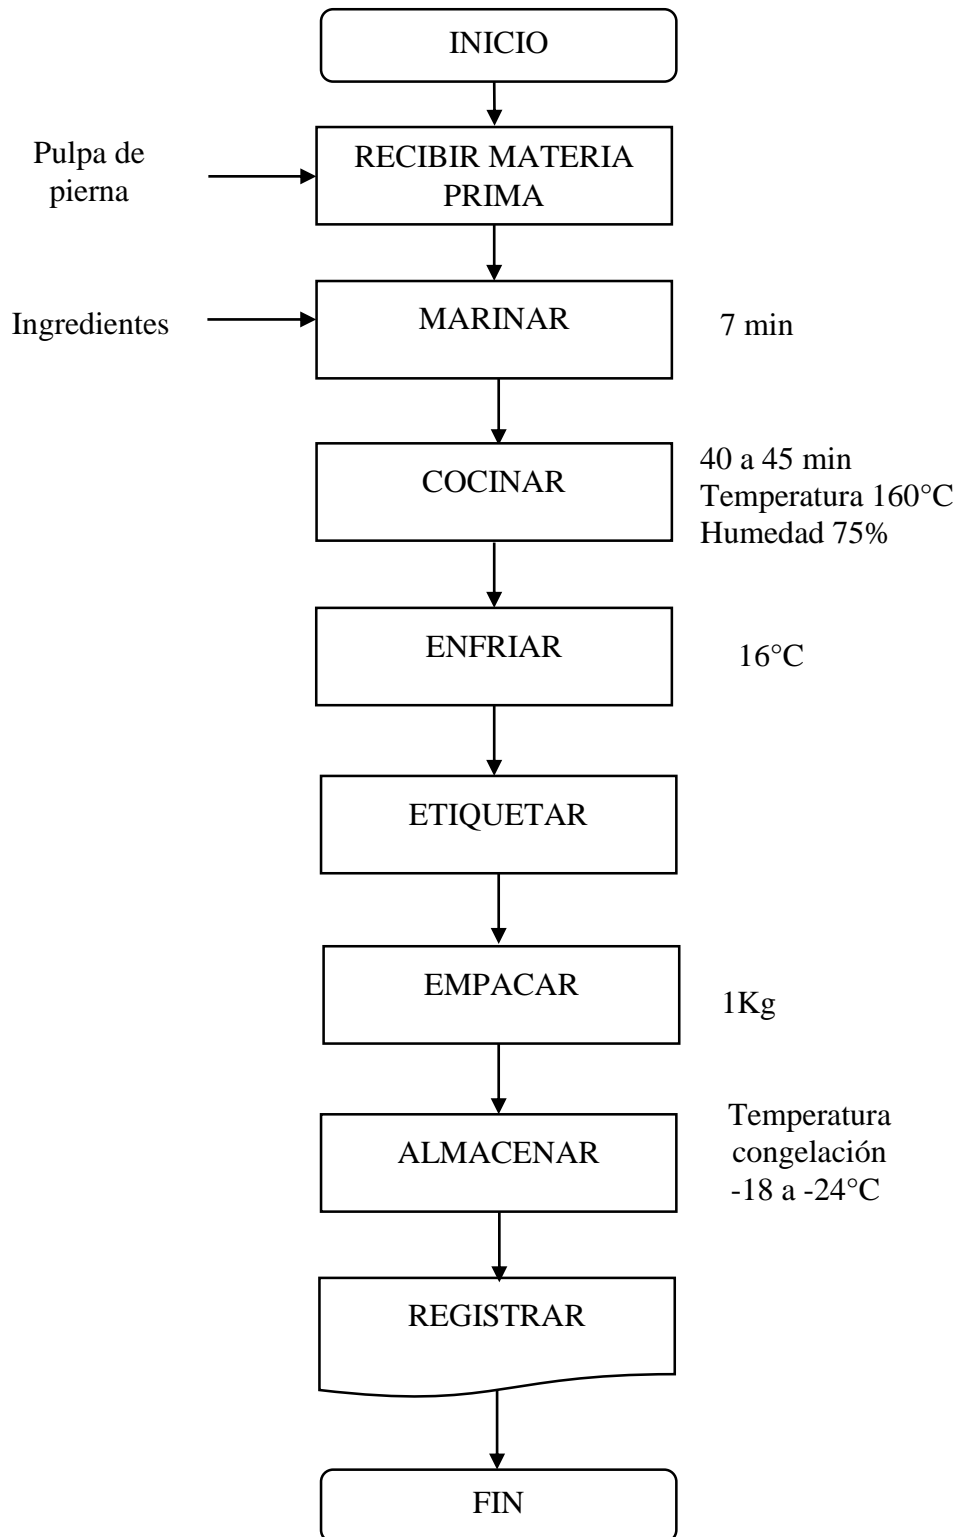 INICIO
Pulpa de
pierna
RECIBIR MATERIA
PRIMA
Ingredientes
MARINAR
7 min
COCINAR
40 a 45 min
Temperatura 160°C
Humedad 75%
ENFRIAR
16°C
ETIQUETAR
EMPACAR
1Kg
ALMACENAR
Temperatura
congelación
-18 a -24°C
REGISTRAR
FIN